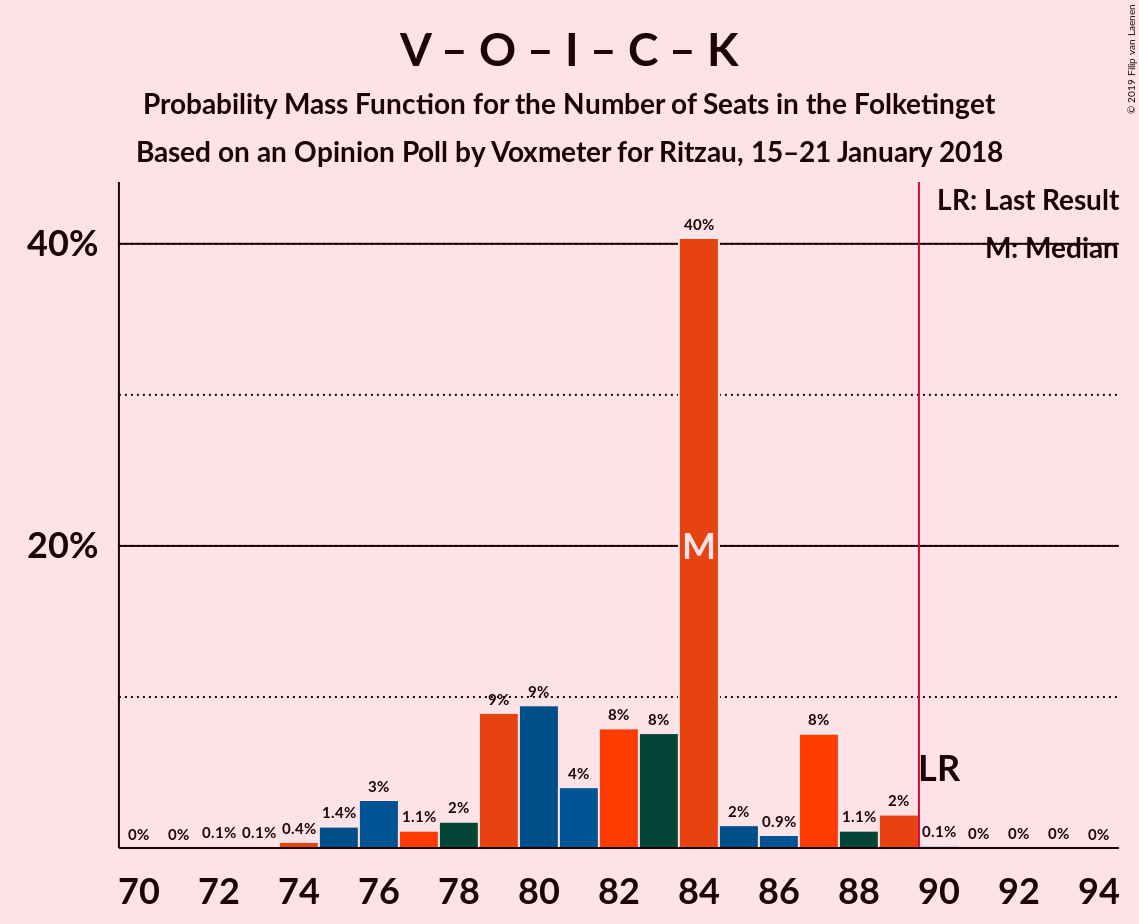 V – O – I – C – K
Probability Mass Function for the Number of Seats in the Folketinget
Based on an Opinion Poll by Voxmeter for Ritzau, 15–21 January 2018
© 2019 Filip van Laenen
LR: Last Result
M: Median
40%
20%
0% 0% 0.1% 0.1% 0.4% 1.4% 3% 1.1% 2% 9% 9% 4% 8% 8% 40% 2% 0.9% 8% 1.1% 2% 0.1% 0% 0% 0% 0%
M
LR
70 72 74 76 78 80 82 84 86 88 90 92 94